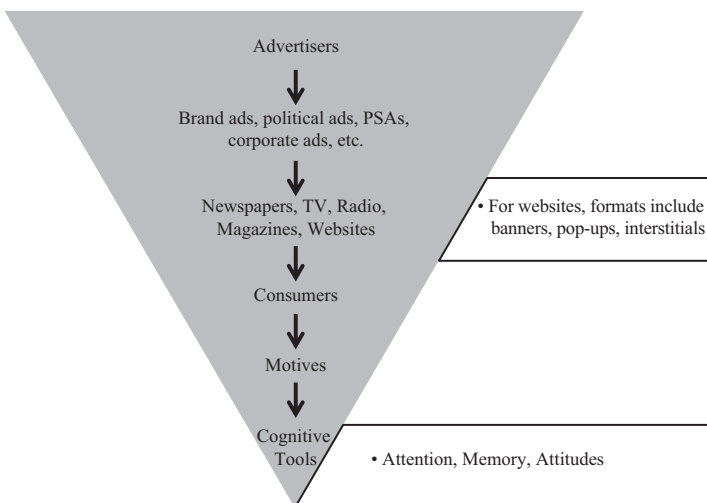 Advertisers
Brand ads, political ads, PSAs,
corporate ads, etc.
Newspapers, TV, Radio,
Magazines, Websites
• For websites, formats include
banners, pop-ups, interstitials
Consumers
Motives
Cognitive
Tools
• Attention, Memory, Attitudes